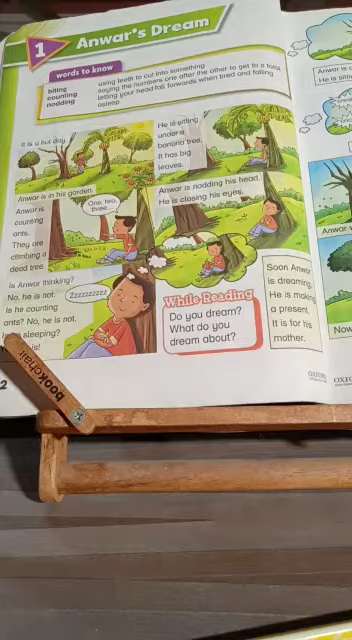 1 Anwar's Dream
words to know
biting using teeth to cut into something
counting saying the numbers one after the other to get to a total
nodding letting your head fall forwards when tired and falling
asleep
It is a hot day.
Anwar is in his garden.
He is sitting
under a
banana tree.
It has big
leaves.
Anwar is
counting
ants.
They are
climbing a
dead tree.
One, two,
three...
Anwar is nodding his head.
He is closing his eyes.
Is Anwar thinking?
No, he is not.
Is he counting
ants? No, he is not.
sleeping?
is!
Zzzzzzzzzz
While Reading
Do you dream?
What do you
dream about?
Soon Anwar
is dreaming.
He is making
a present.
It is for his
mother.
2
OXFORD
bookchair
Anwar is
He is
Anwar
Now
OXFO